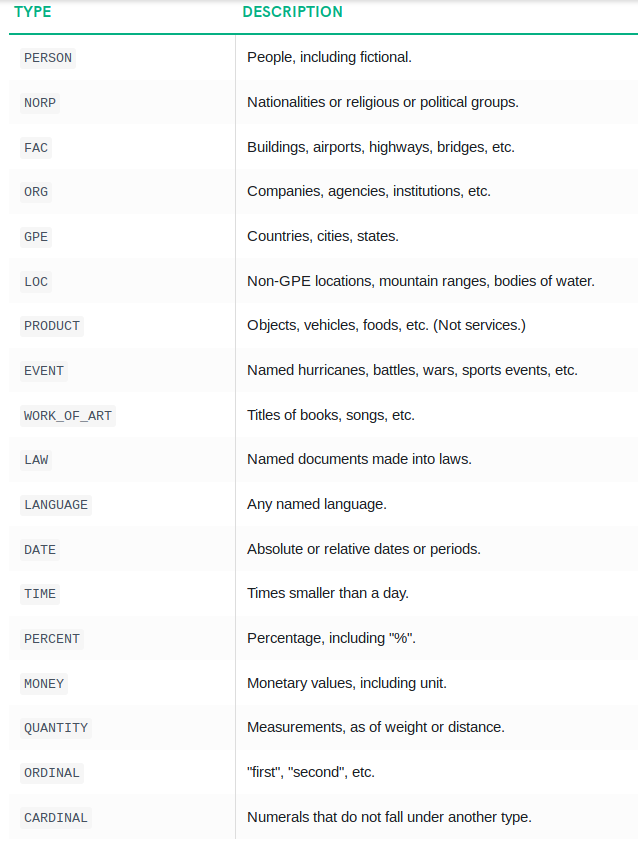 TYPE DESCRIPTION
PERSON People, including fictional.
NORP Nationalities or religious or political groups.
FAC Buildings, airports, highways, bridges, etc.
ORG Companies, agencies, institutions, etc.
GPE Countries, cities, states.
LOC Non-GPE locations, mountain ranges, bodies of water.
PRODUCT Objects, vehicles, foods, etc. (Not services.)
EVENT Named hurricanes, battles, wars, sports events, etc.
WORK_OF_ART Titles of books, songs, etc.
LAW Named documents made into laws.
LANGUAGE Any named language.
DATE Absolute or relative dates or periods.
TIME Times smaller than a day.
PERCENT Percentage, including "%".
MONEY Monetary values, including unit.
QUANTITY Measurements, as of weight or distance.
ORDINAL "first", "second", etc.
CARDINAL Numerals that do not fall under another type.